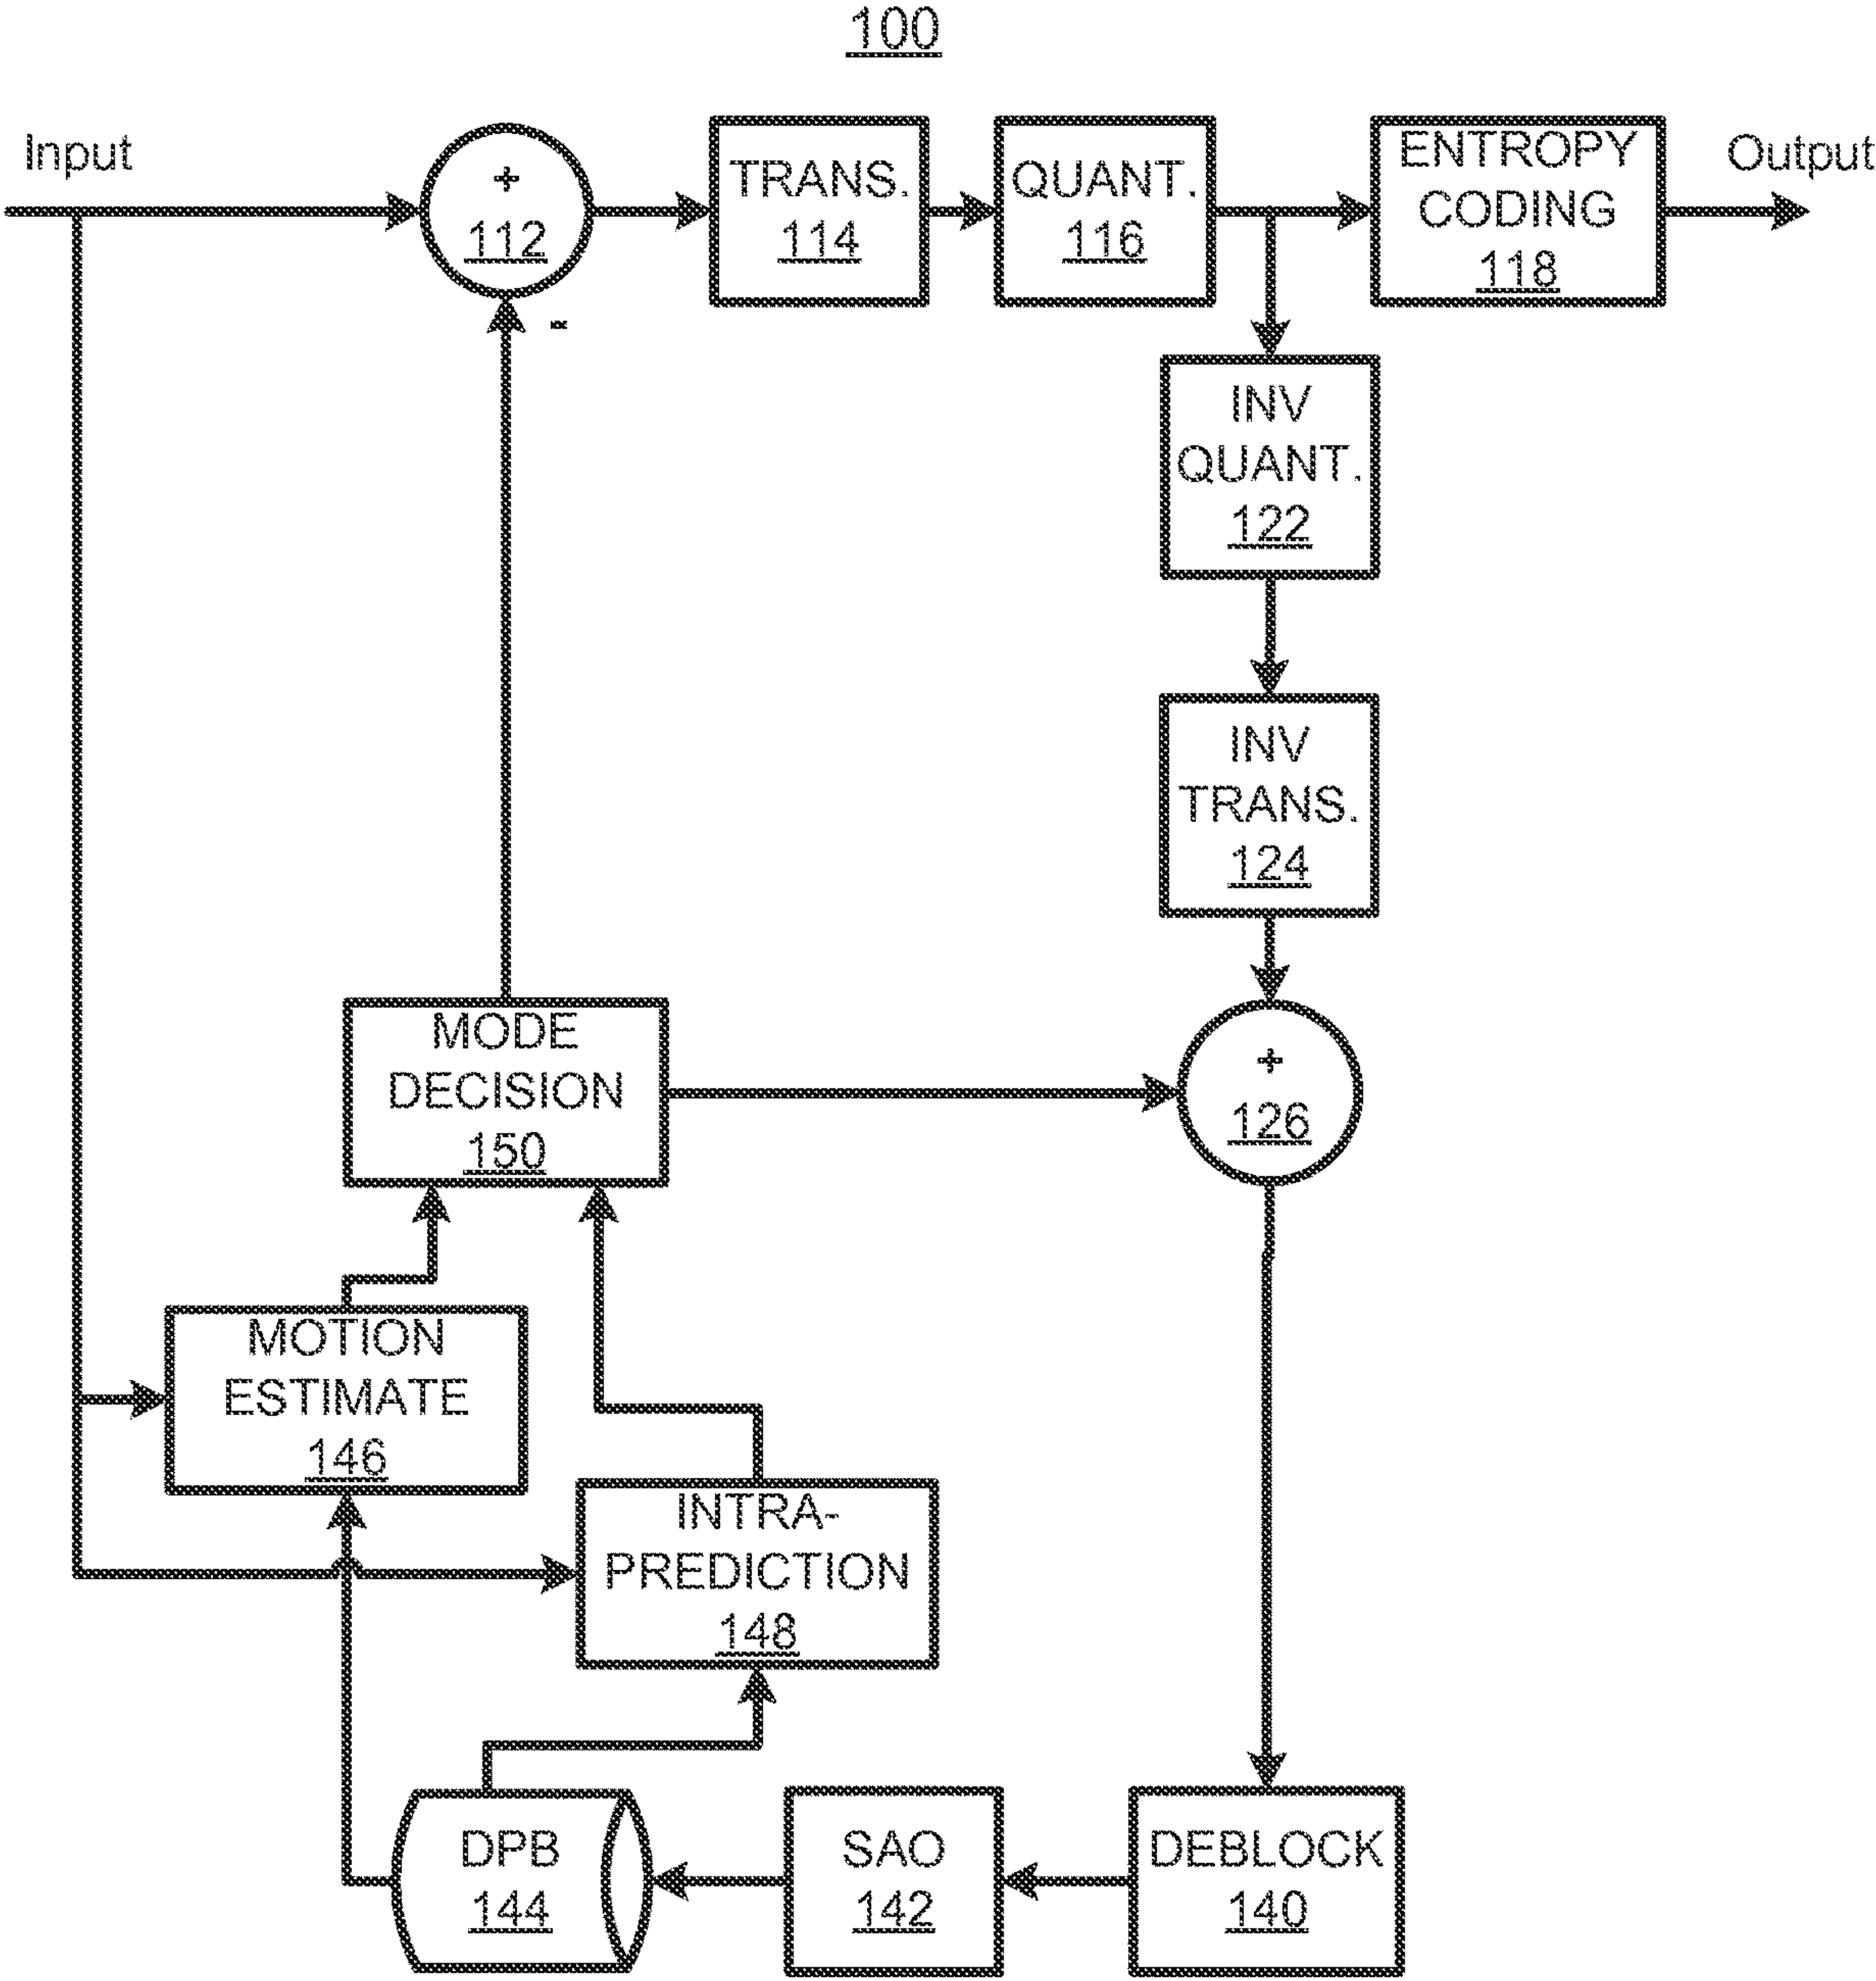 100
Input
+
112
-
TRANS.
114
QUANT.
116
ENTROPY
CODING
118
Output
INV
QUANT.
122
INV
TRANS.
124
MODE
DECISION
150
+
126
MOTION
ESTIMATE
146
INTRA-
PREDICTION
148
DPB
144
SAO
142
DEBLOCK
140